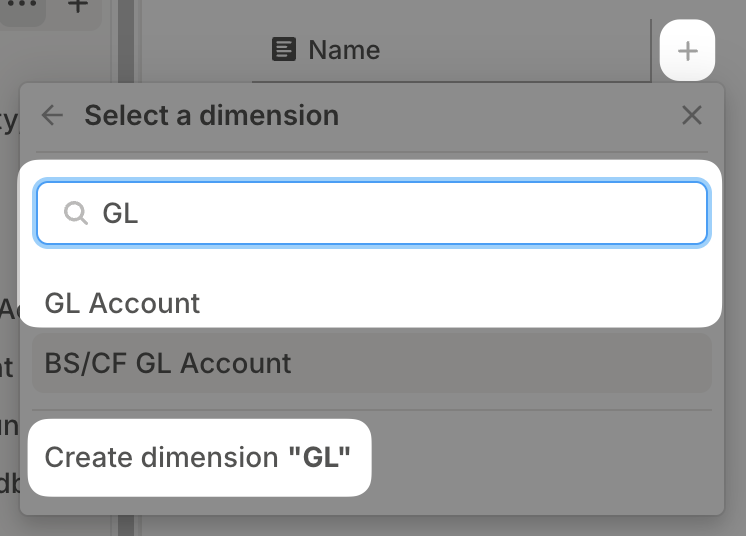 Name
Select a dimension
GL
GL Account
BS/CF GL Account
Create dimension "GL"